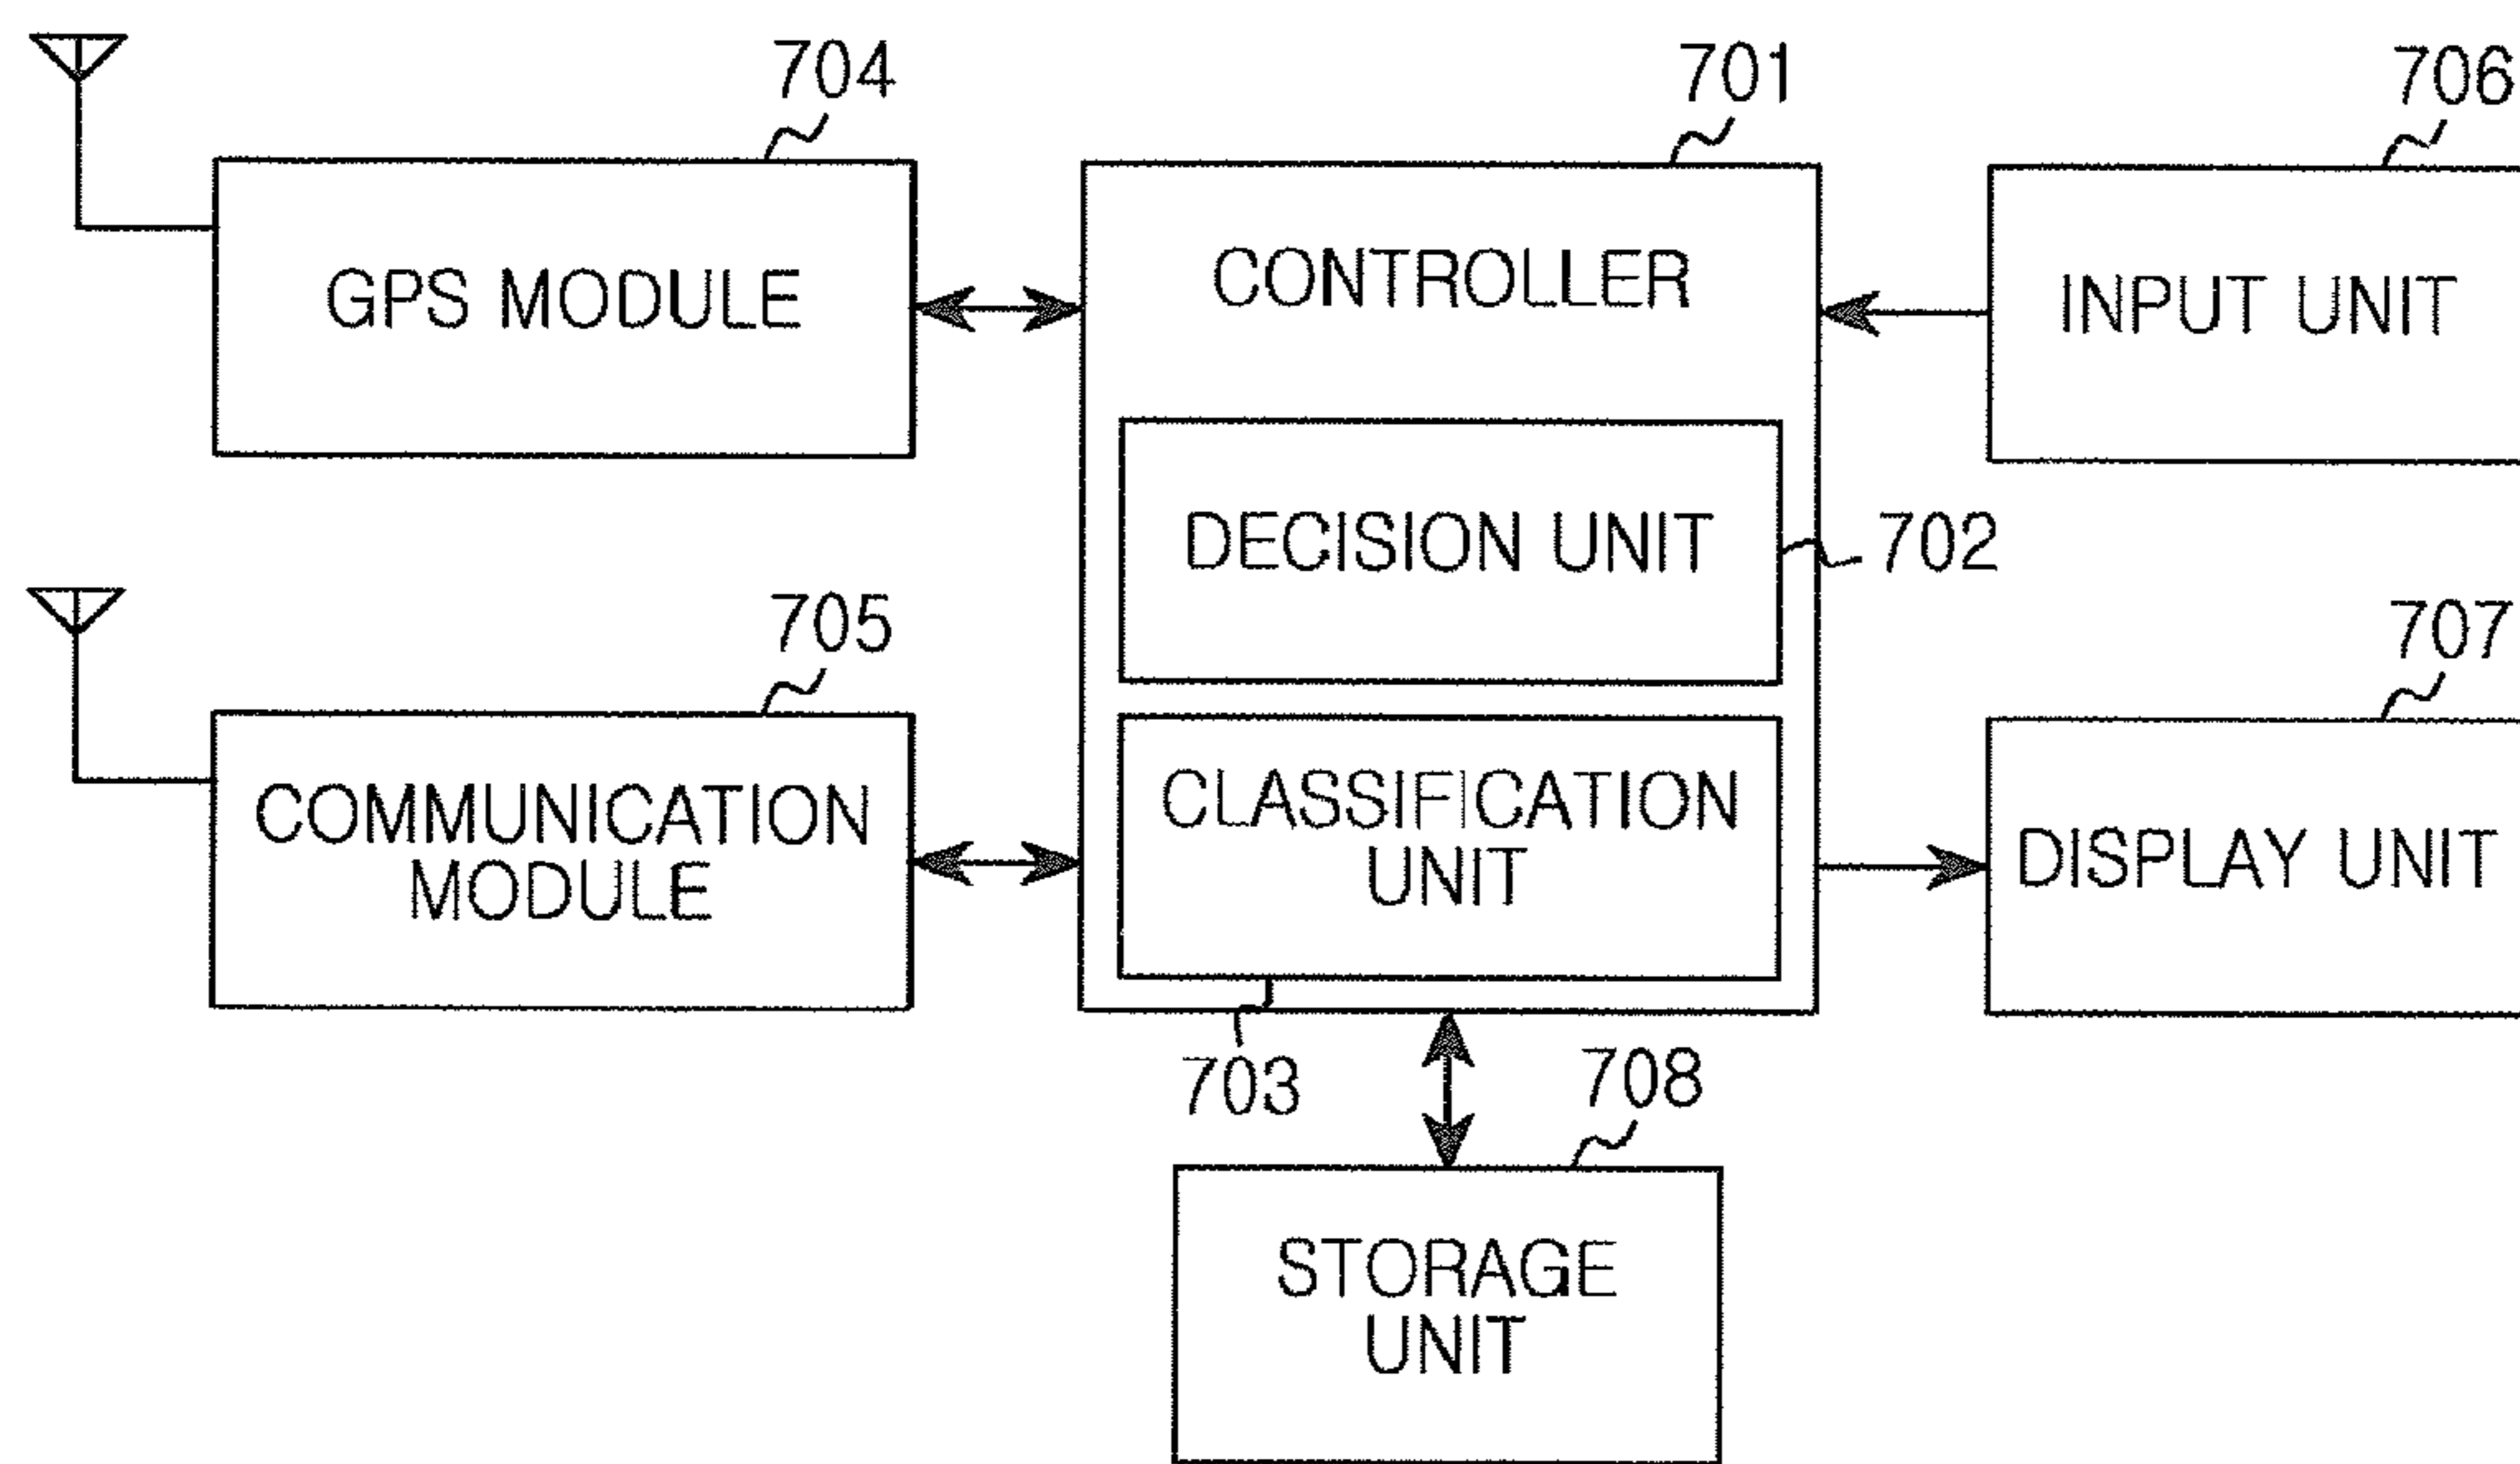 704
701
706
GPS MODULE
CONTROLLER
INPUT UNIT
DECISION UNIT
702
705
707
COMMUNICATION
MODULE
CLASSIFICATION
UNIT
DISPLAY UNIT
703
708
STORAGE
UNIT